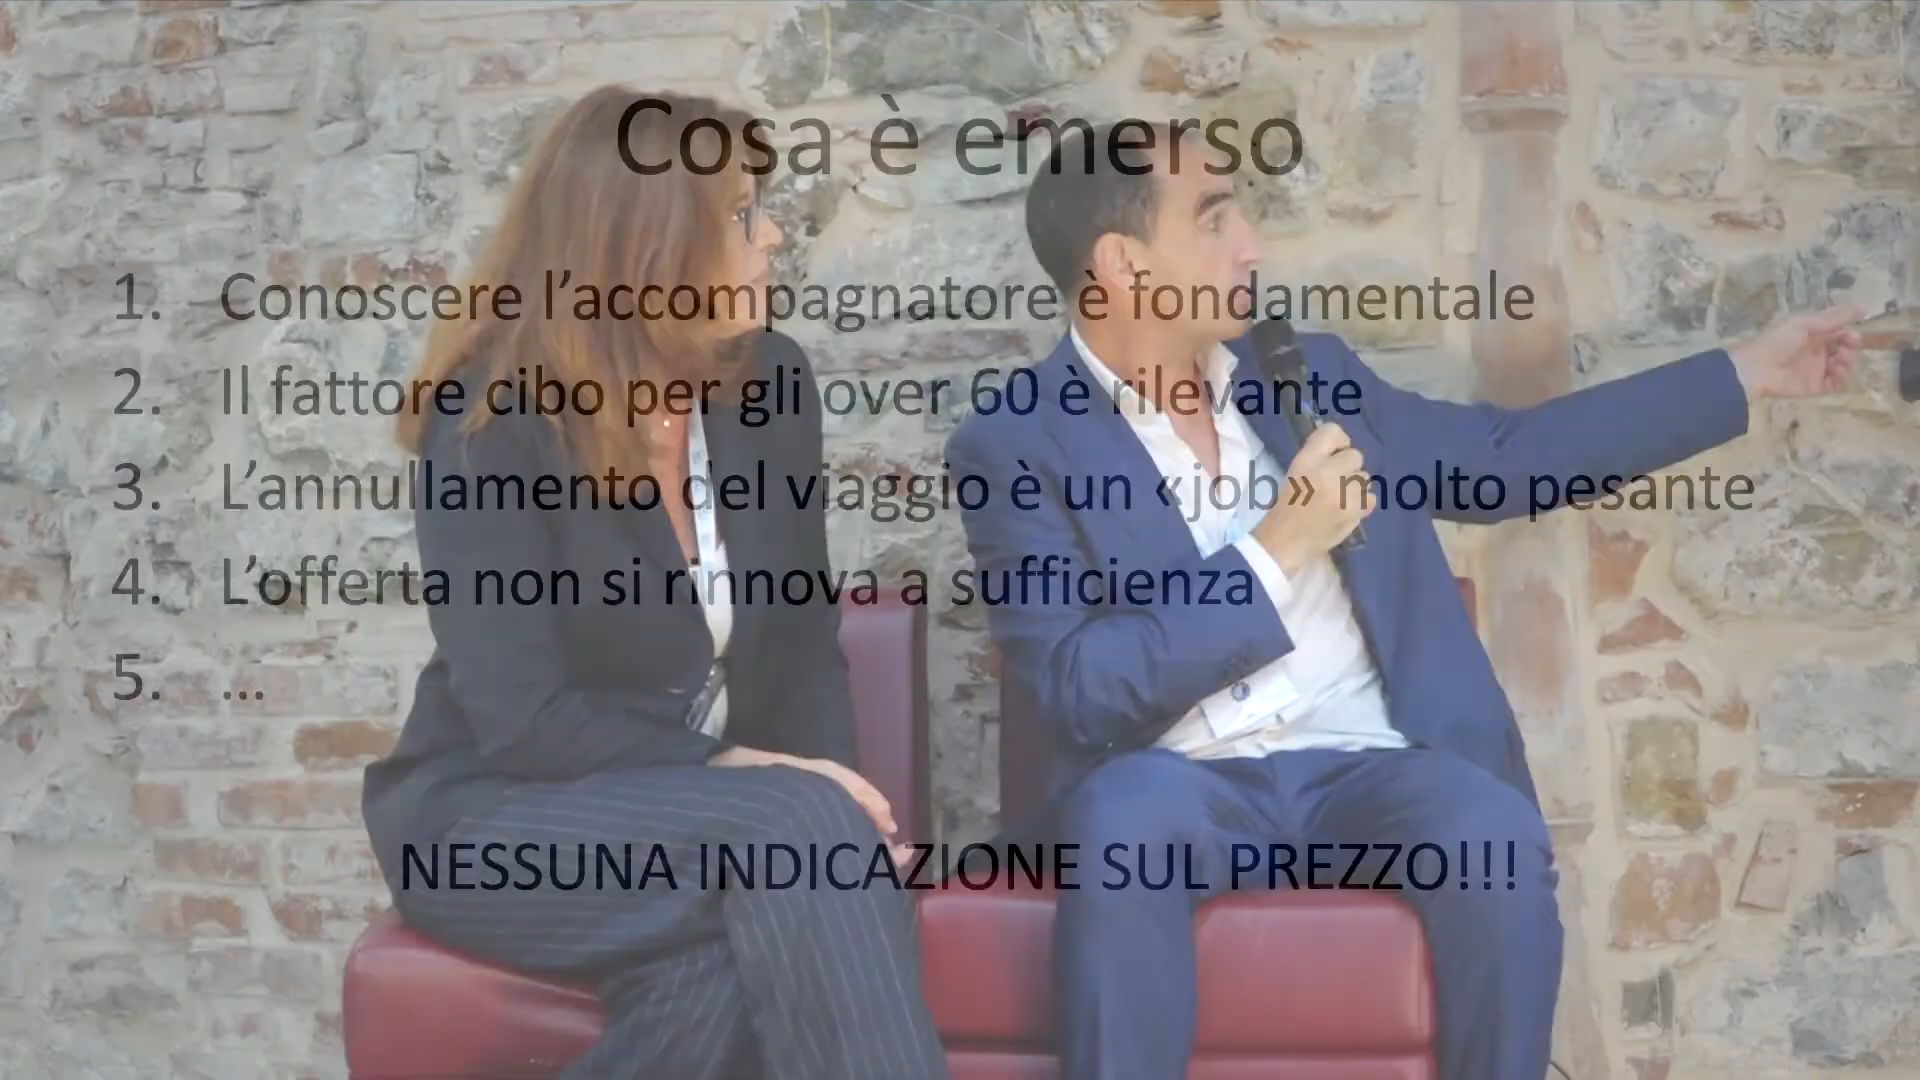 Cosa è emerso
1. Conoscere l’accompagnatore è fondamentale
2. Il fattore cibo per gli over 60 è rilevante
3. L’annullamento del viaggio è un «job» molto pesante
4. L’offerta non si rinnova a sufficienza
5. …
NESSUNA INDICAZIONE SUL PREZZO!!!